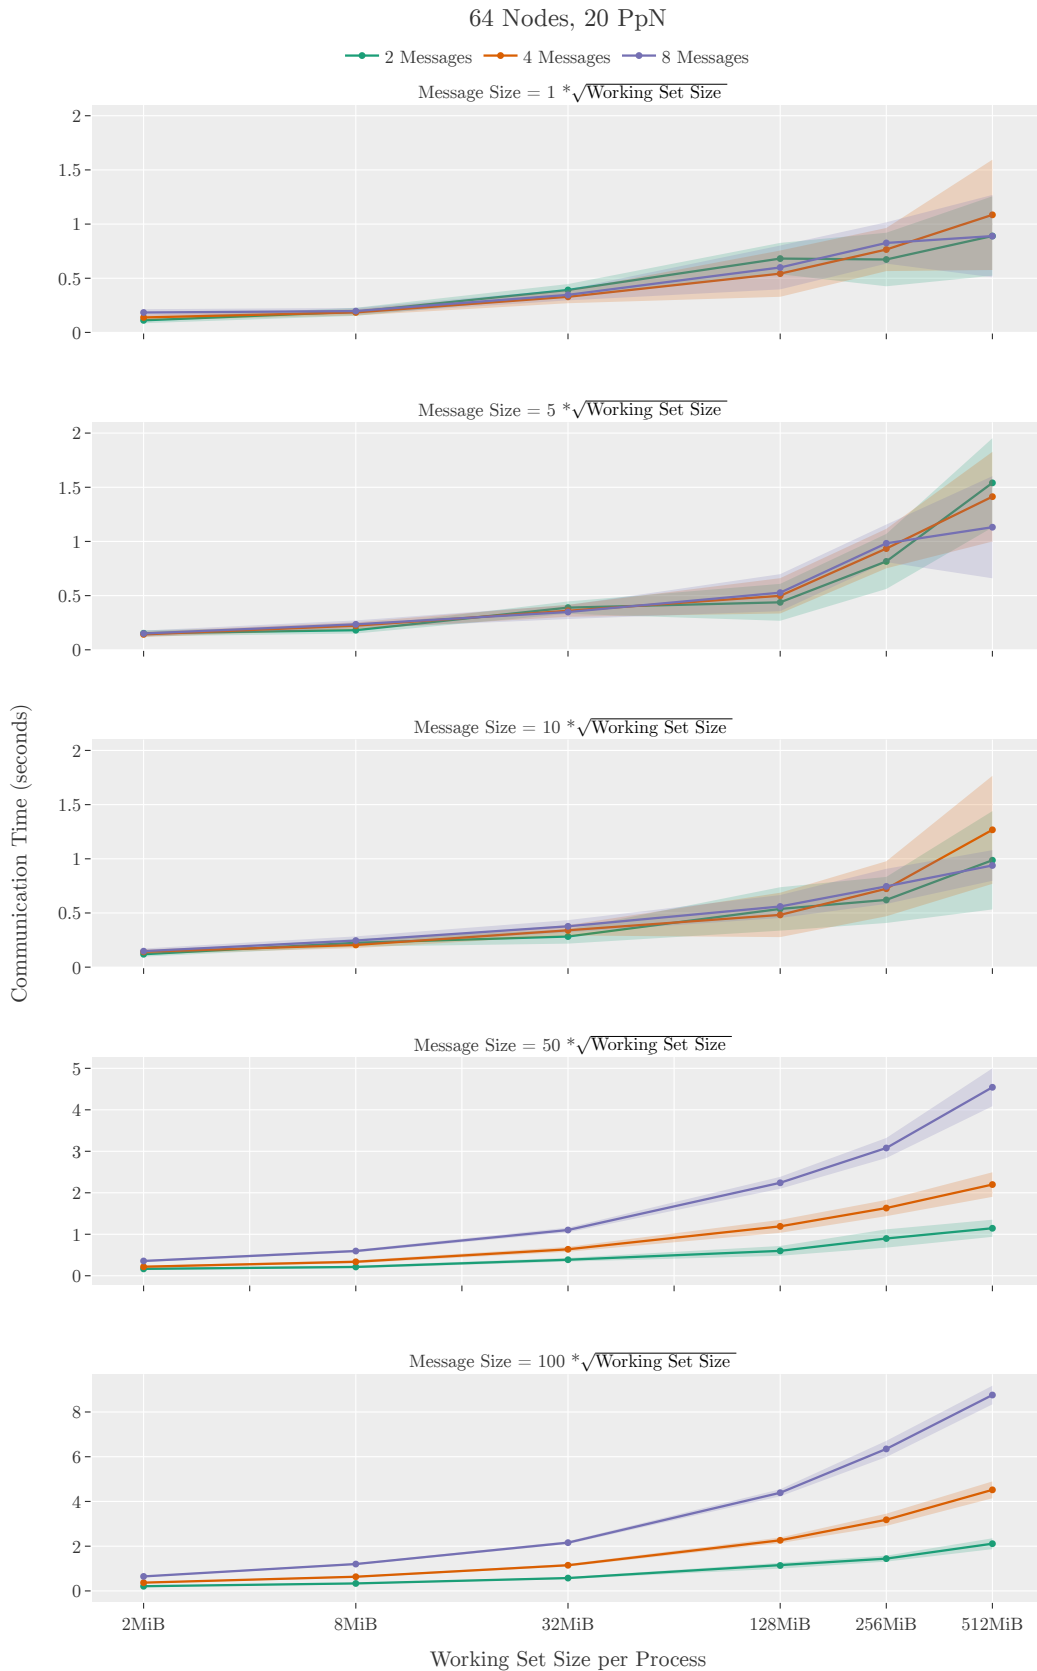 64 Nodes, 20 PpN
2 Messages 4 Messages 8 Messages
Message Size = 1 *√Working Set Size
2
1.5
1
0.5
0
Message Size = 5 *√Working Set Size
2
1.5
1
0.5
0
Communication Time (seconds)
Message Size = 10 *√Working Set Size
2
1.5
1
0.5
0
Message Size = 50 *√Working Set Size
5
4
3
2
1
0
Message Size = 100 *√Working Set Size
8
6
4
2
0
2MiB 8MiB 32MiB 128MiB 256MiB 512MiB
Working Set Size per Process